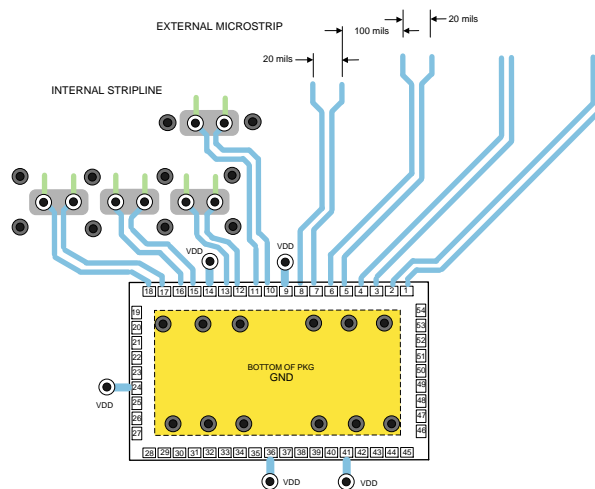 EXTERNAL MICROSTRIP
20 mils
100 mils
20 mils
INTERNAL STRIPLINE
VDD
VDD
18 17 16 15 14 13 12 11 10 9 8 7 6 5 4 3 2 1
19
20
21
22
23
24
25
26
27
54
53
52
51
50
49
48
47
46
BOTTOM OF PKG
GND
VDD
28 29 30 31 32 33 34 35 36 37 38 39 40 41 42 43 44 45
VDD
VDD